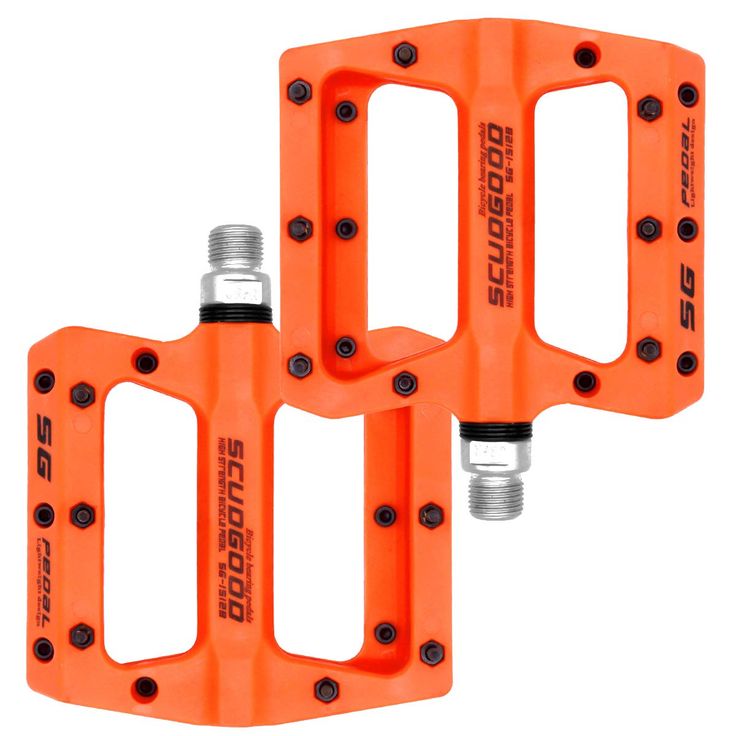 Bicycle bearing pedals
SCUDGOOD
HIGH STRENGTH BICYCLE PEDAL SG-1512B
SG PEDAL
Lightweight design
Bicycle bearing pedals
SCUDGOOD
HIGH STRENGTH BICYCLE PEDAL SG-1512B
SG PEDAL
Lightweight design